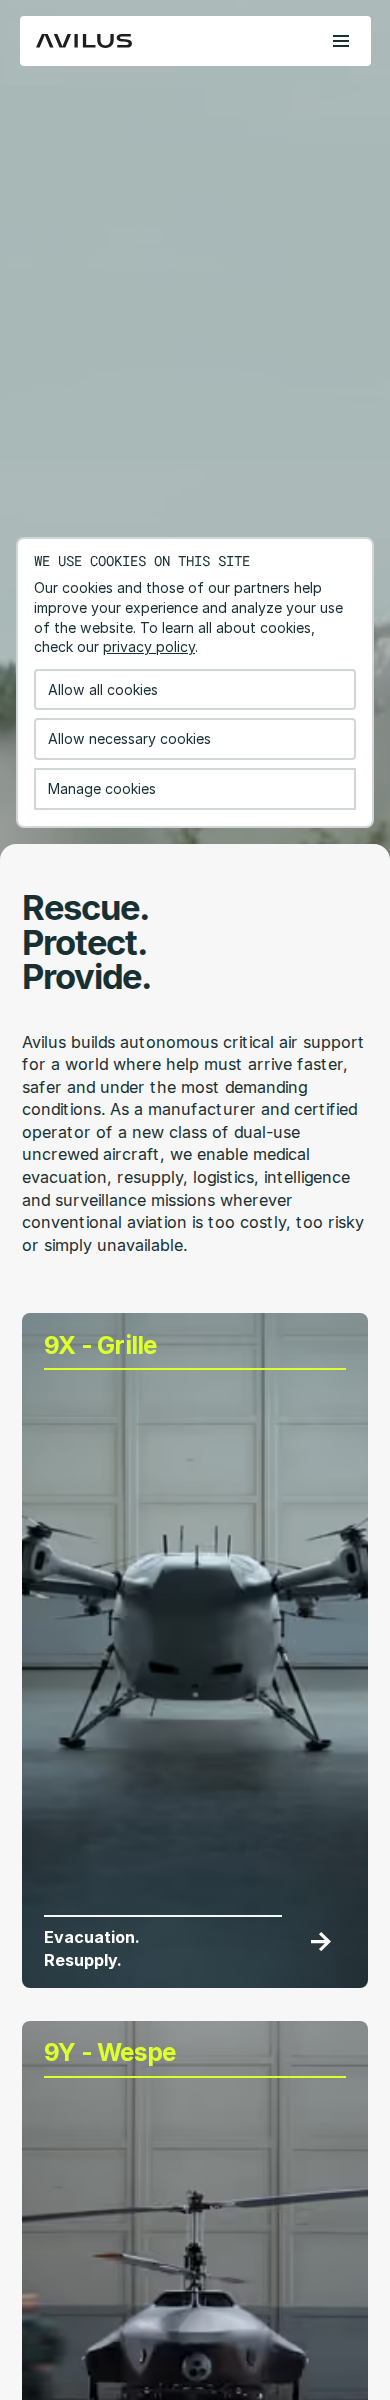 AVILUS
WE USE COOKIES ON THIS SITE
Our cookies and those of our partners help
improve your experience and analyze your use
of the website. To learn all about cookies,
check our privacy policy.
Allow all cookies
Allow necessary cookies
Manage cookies
Rescue.
Protect.
Provide.
Avilus builds autonomous critical air support
for a world where help must arrive faster,
safer and under the most demanding
conditions. As a manufacturer and certified
operator of a new class of dual-use
uncrewed aircraft, we enable medical
evacuation, resupply, logistics, intelligence
and surveillance missions wherever
conventional aviation is too costly, too risky
or simply unavailable.
9X - Grille
Evacuation.
Resupply.
9Y - Wespe